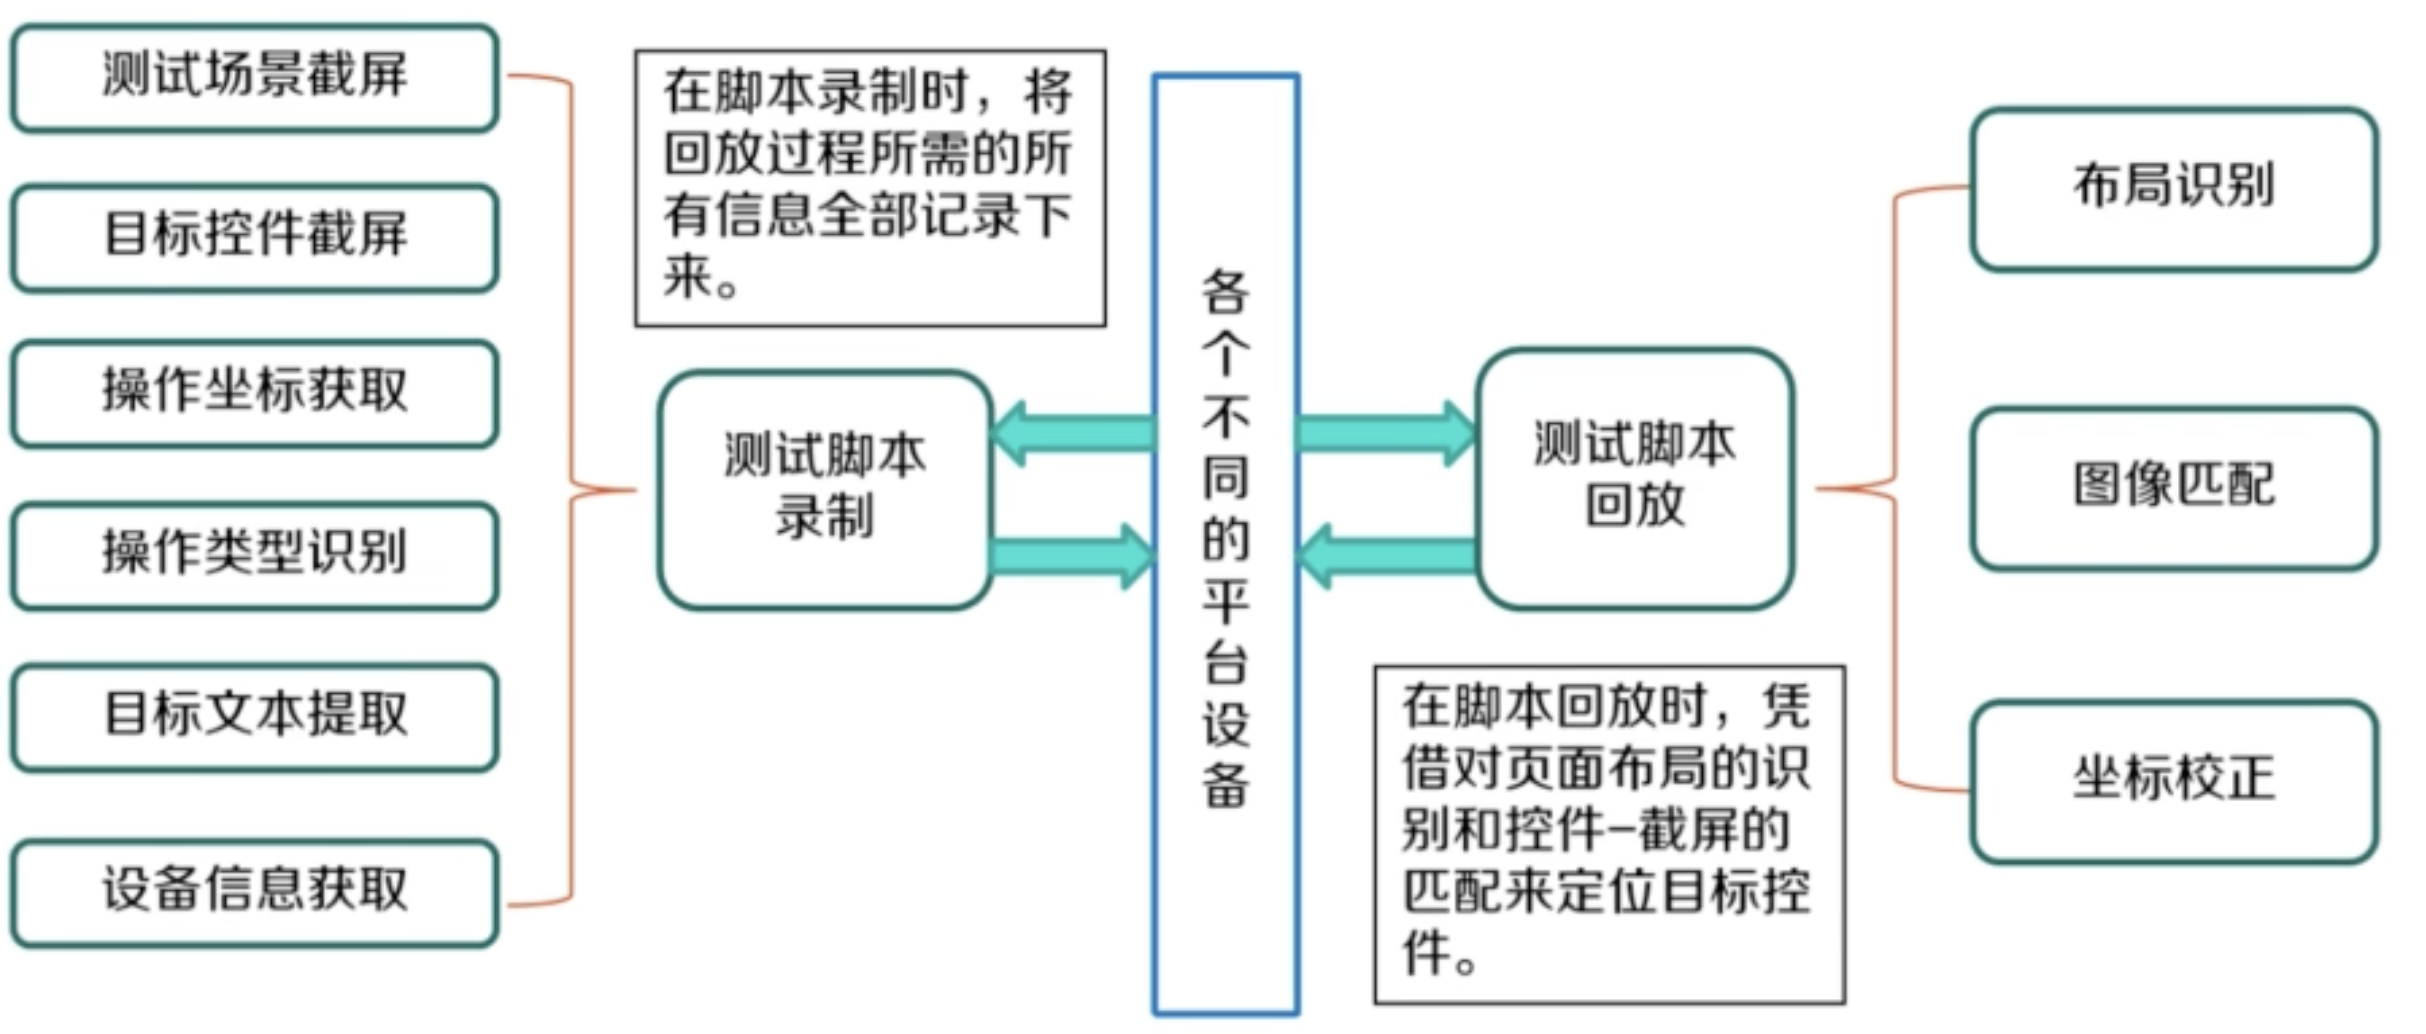 测试场景截屏
目标控件截屏
操作坐标获取
操作类型识别
目标文本提取
设备信息获取
在脚本录制时，将
回放过程所需的所
有信息全部记录下
来。
测试脚本
录制
各
个
不
同
的
平
台
设
备
测试脚本
回放
在脚本回放时，凭
借对页面布局的识
别和控件-截屏的
匹配来定位目标控
件。
布局识别
图像匹配
坐标校正